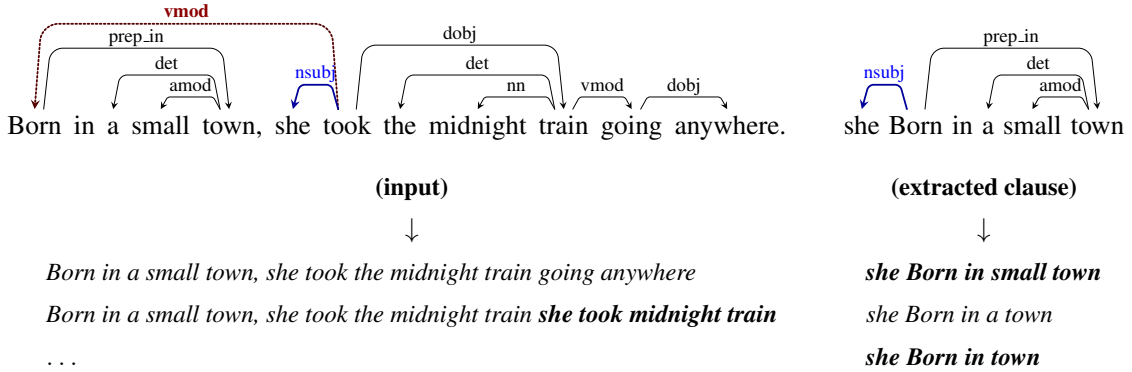 vmod
prep_in
dobj
prep_in
det
nsubj
det
nsubj
det
amod
nn
vmod
dobj
amod
Born in a small town, she took the midnight train going anywhere.
she Born in a small town
(input)
(extracted clause)
↓
↓
Born in a small town, she took the midnight train going anywhere
she Born in small town
Born in a small town, she took the midnight train she took midnight train
she Born in a town
. . .
she Born in town